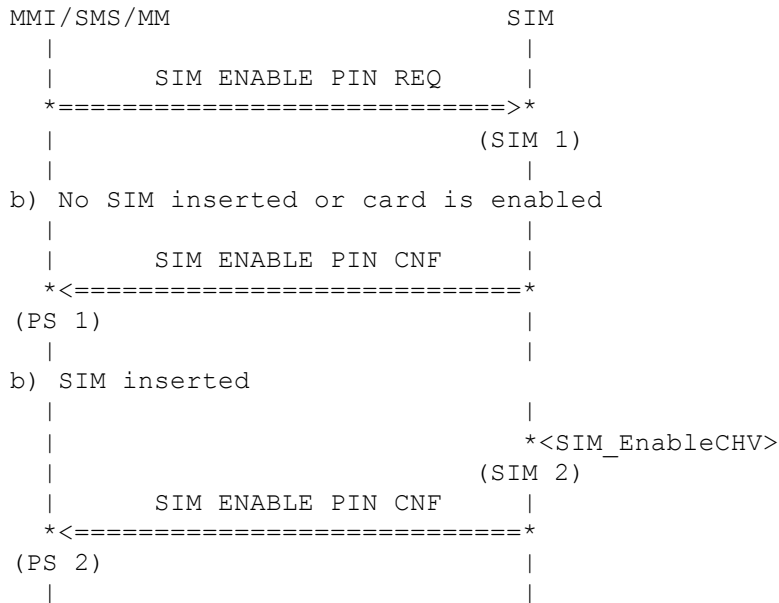 MMI/SMS/MM                     SIM
  |                             |
  |      SIM ENABLE PIN REQ     |
  *============================>*
  |                          (SIM 1)
  |                             |
b) No SIM inserted or card is enabled
  |                             |
  |      SIM ENABLE PIN CNF     |
  *<============================*
(PS 1)                          |
  |                             |
b) SIM inserted
  |                             |
  |                             *<SIM_EnableCHV>
  |                          (SIM 2)
  |      SIM ENABLE PIN CNF     |
  *<============================*
(PS 2)                          |
  |                             |